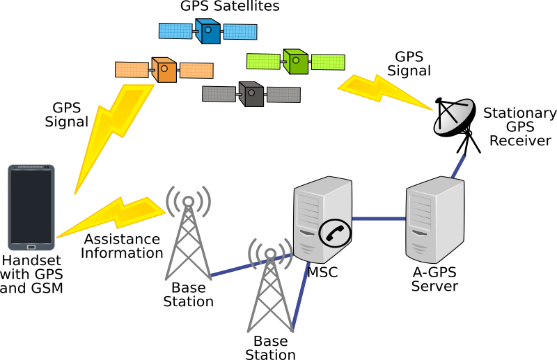 GPS Satellites
GPS
Signal
GPS
Signal
Stationary
GPS
Receiver
Assistance
Information
Handset
with GPS
and GSM
Base
Station
MSC
A-GPS
Server
Base
Station